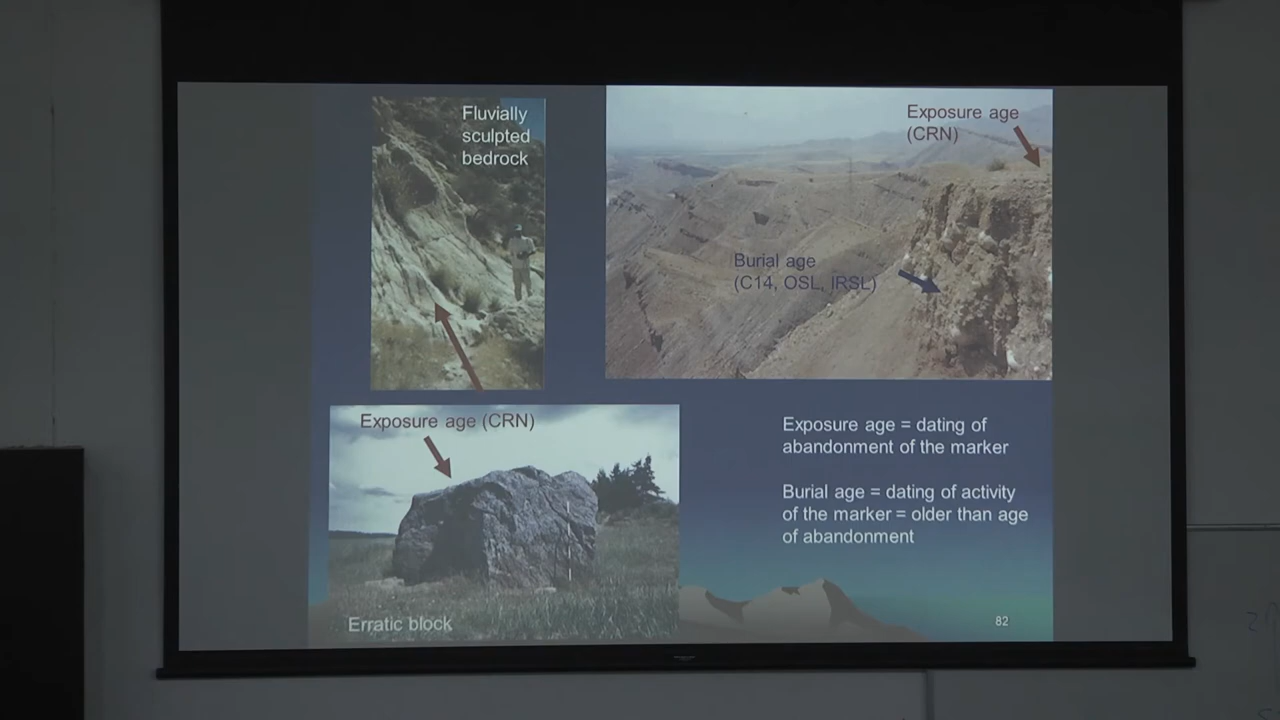 Fluvially
sculpted
bedrock
Exposure age
(CRN)
Burial age
(C14, OSL, IRSL)
Exposure age (CRN)
Erratic block
Exposure age = dating of
abandonment of the marker
Burial age = dating of activity
of the marker = older than age
of abandonment
82